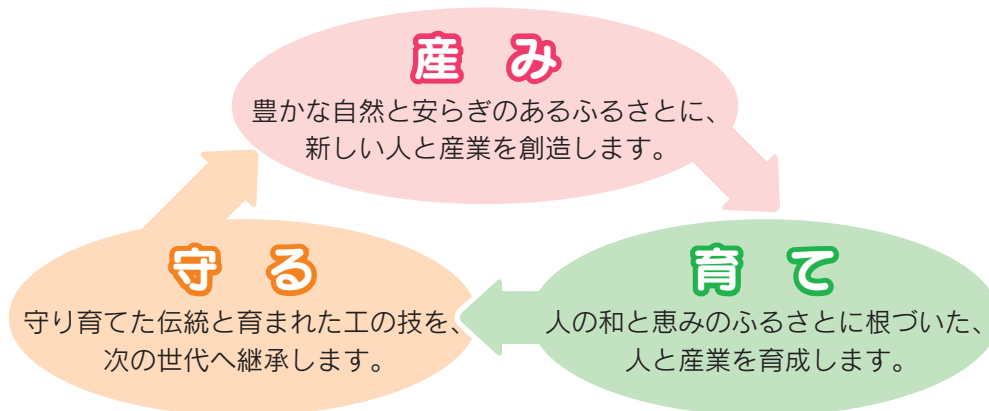 産 み
豊かな自然と安らぎのあるふるさとに、
新しい人と産業を創造します。
守 る
守り育てた伝統と育まれた工の技を、
次の世代へ継承します。
育 て
人の和と恵みのふるさとに根づいた、
人と産業を育成します。